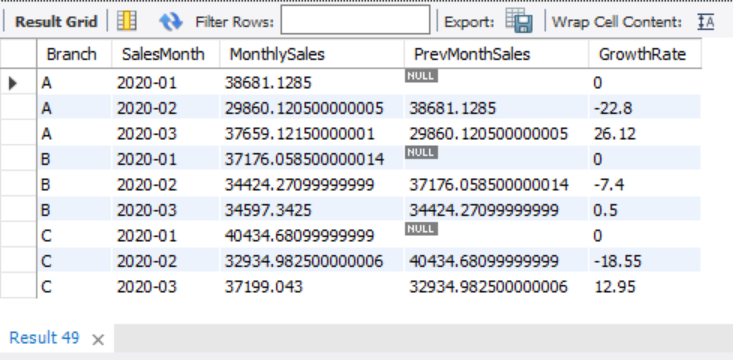 Result Grid Filter Rows: Export: Wrap Cell Content: IA
Branch SalesMonth MonthlySales PrevMonthSales GrowthRate
A 2020-01 38681.1285 NULL 0
A 2020-02 29860.120500000005 38681.1285 -22.8
A 2020-03 37659.12150000001 29860.120500000005 26.12
B 2020-01 37176.058500000014 NULL 0
B 2020-02 34424.27099999999 37176.058500000014 -7.4
B 2020-03 34597.3425 34424.27099999999 0.5
C 2020-01 40434.68099999999 NULL 0
C 2020-02 32934.982500000006 40434.68099999999 -18.55
C 2020-03 37199.043 32934.982500000006 12.95
Result 49 ×